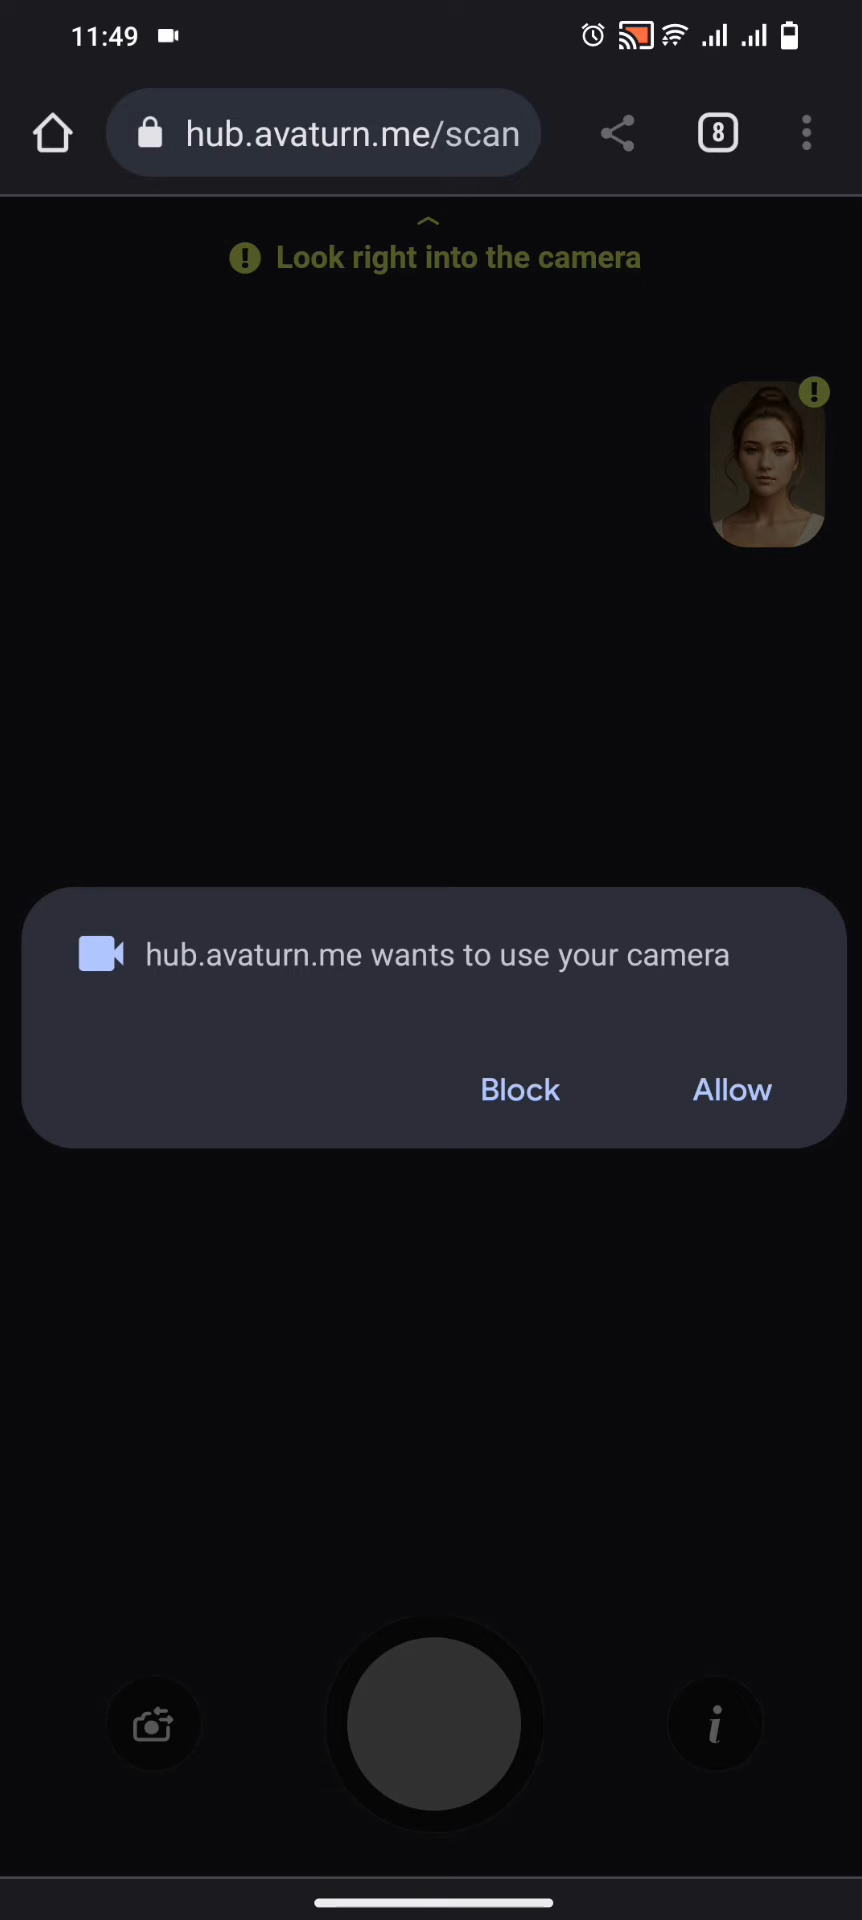 11:49
hub.avaturn.me/scan
8
Look right into the camera
hub.avaturn.me wants to use your camera
Block Allow